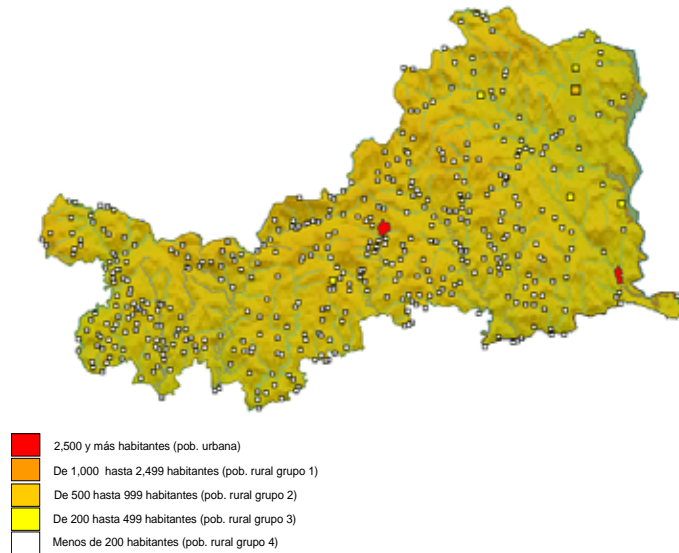 2,500 y más habitantes (pob. urbana)
De 1,000 hasta 2,499 habitantes (pob. rural grupo 1)
De 500 hasta 999 habitantes (pob. rural grupo 2)
De 200 hasta 499 habitantes (pob. rural grupo 3)
Menos de 200 habitantes (pob. rural grupo 4)